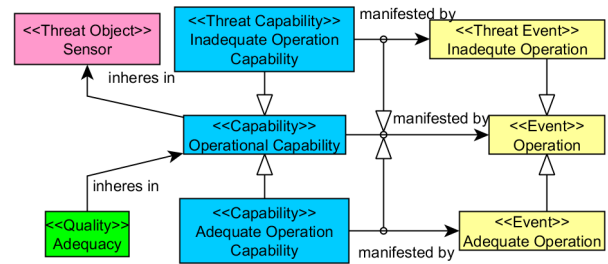 <<Threat Object>>
Sensor
<<Threat Capability>>
Inadequate Operation
Capability
manifested by
<<Threat Event>>
Inadequte Operation
inheres in
<<Capability>>
Operational Capability
manifested by
<<Event>>
Operation
inheres in
<<Quality>>
Adequacy
<<Capability>>
Adequate Operation
Capability
manifested by
<<Event>>
Adequate Operation